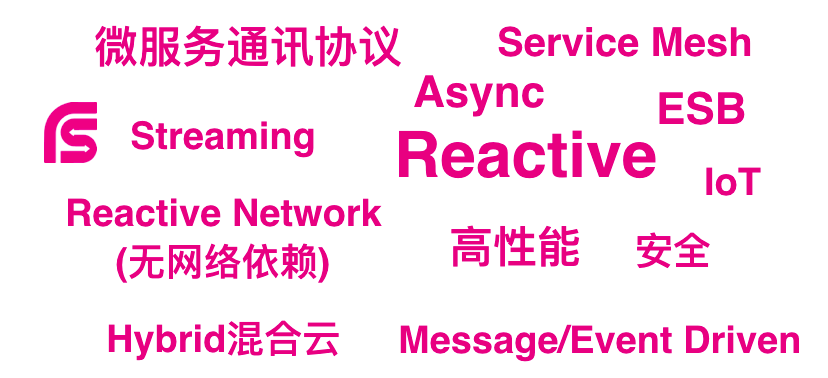 微服务通讯协议
Service Mesh
Async
ESB
Streaming
Reactive
IoT
Reactive Network
(无网络依赖)
高性能
安全
Hybrid混合云
Message/Event Driven